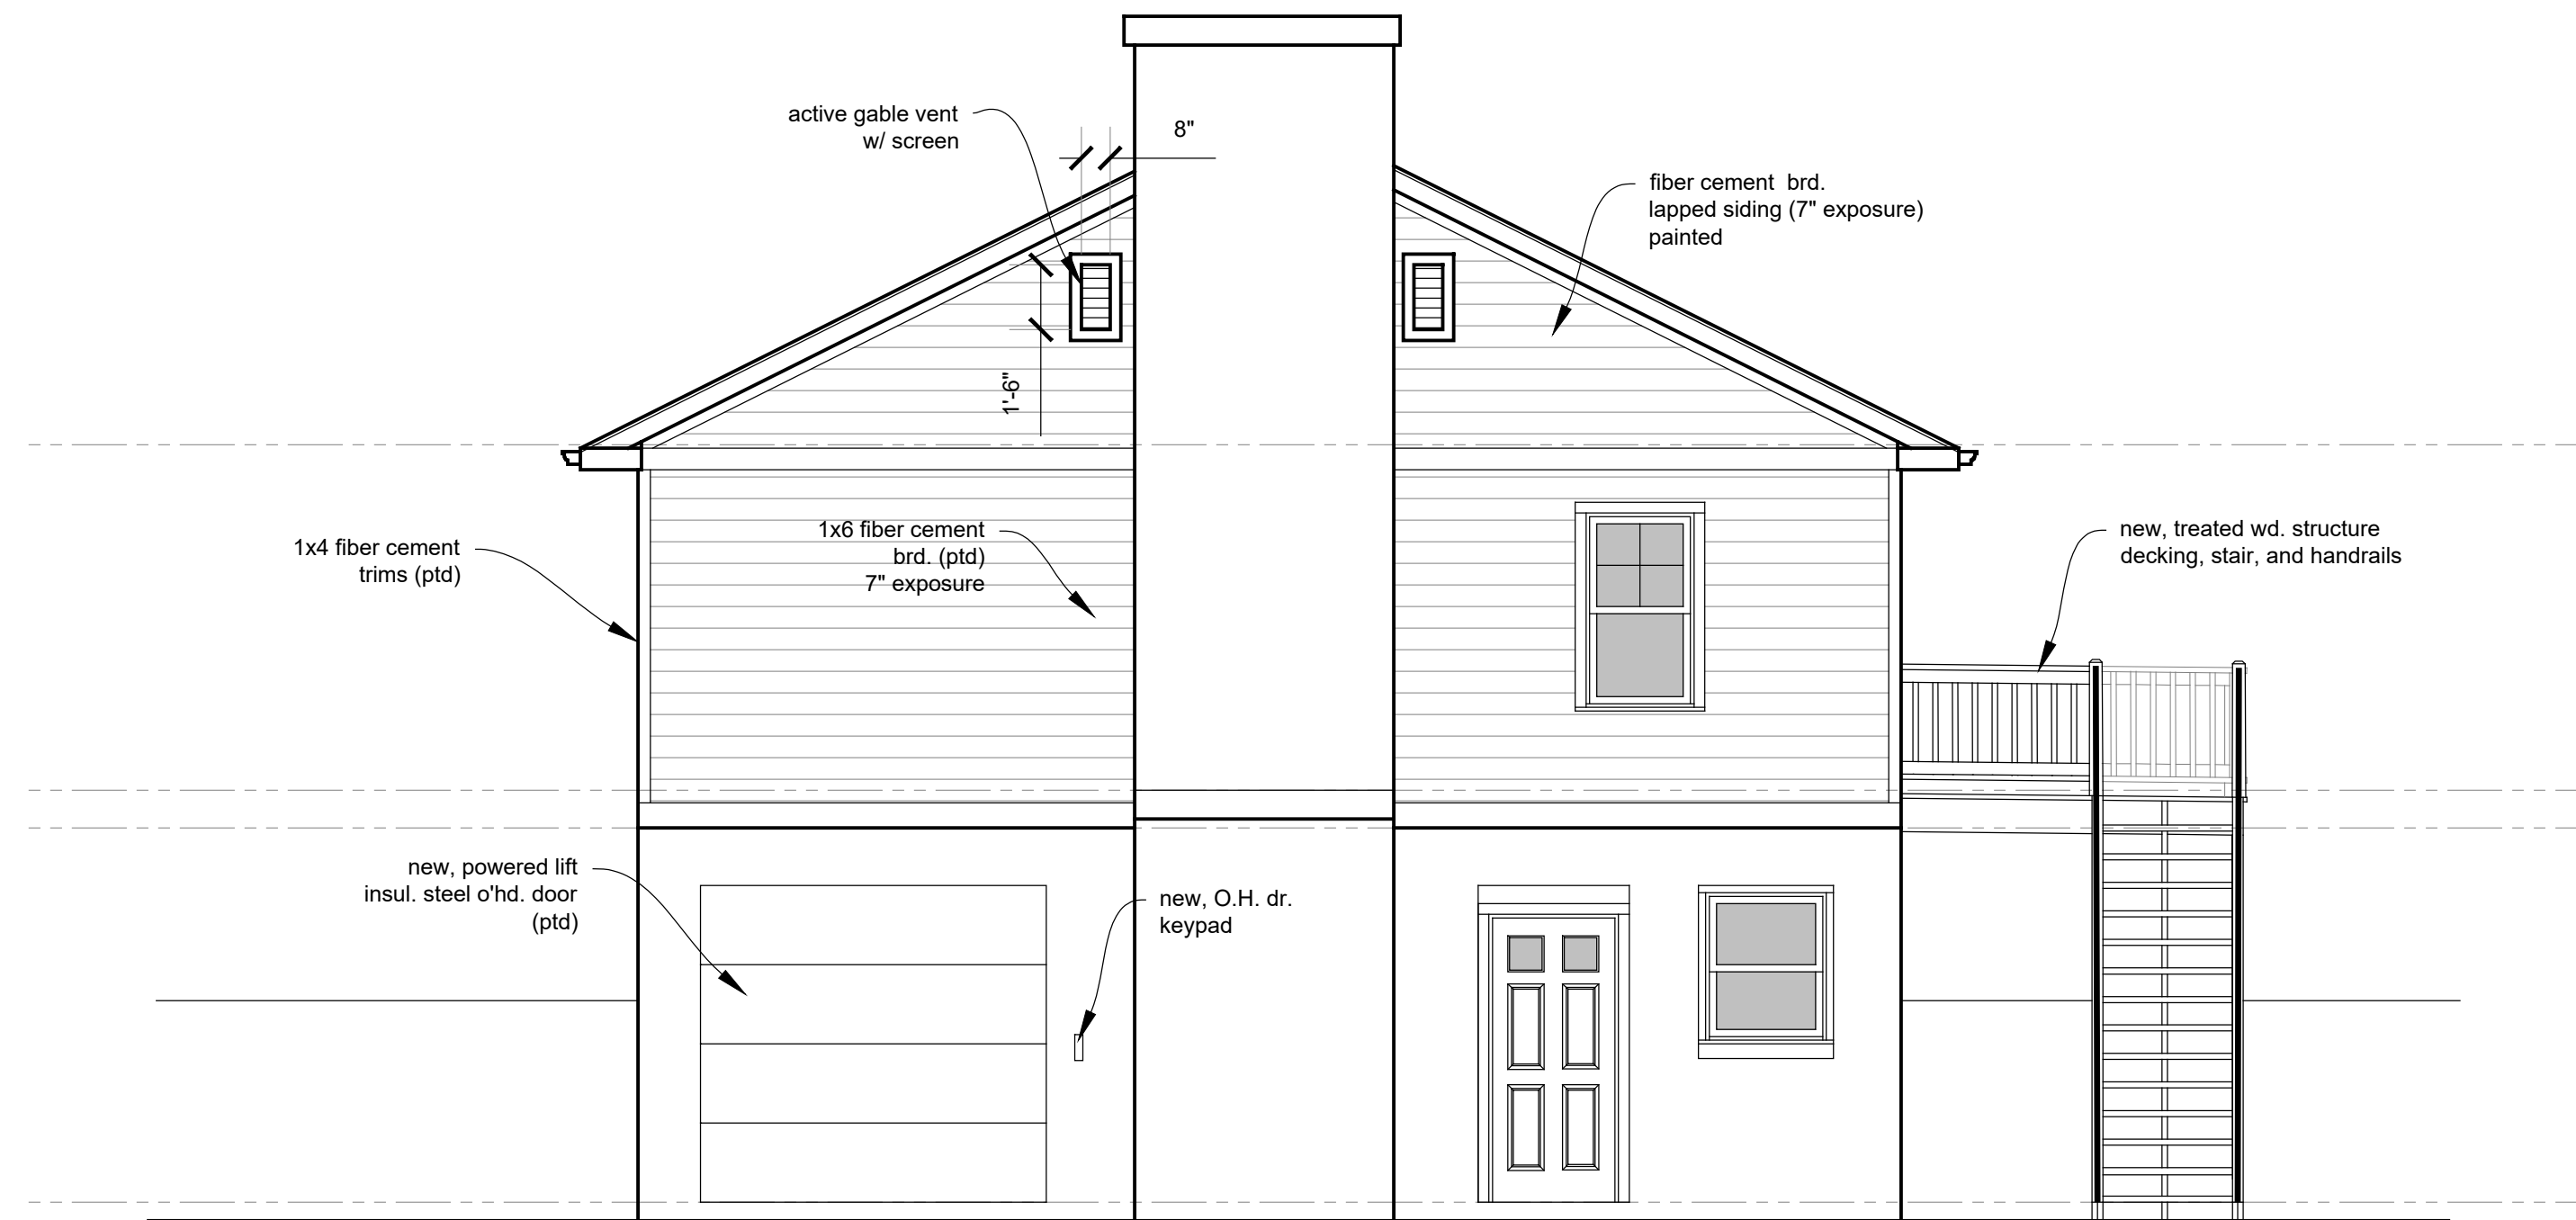 active gable vent
w/ screen
8"
fiber cement  brd.
lapped siding (7" exposure)
painted
1'-6"
1x4 fiber cement
trims (ptd)
1x6 fiber cement
brd. (ptd)
7" exposure
new, treated wd. structure
decking, stair, and handrails
new, powered lift
insul. steel o'hd. door
(ptd)
new, O.H. dr.
keypad